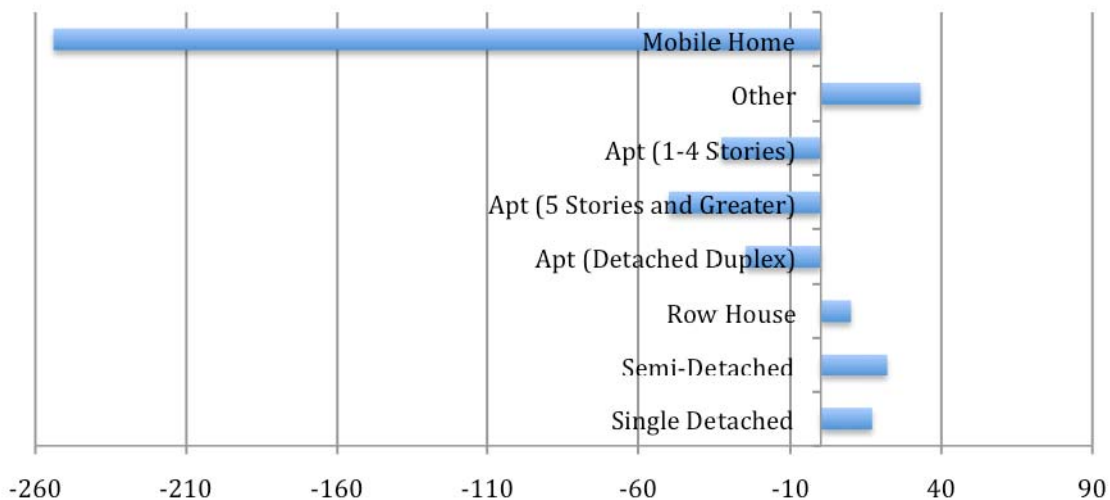 Mobile Home
Other
Apt (1-4 Stories)
Apt (5 Stories and Greater)
Apt (Detached Duplex)
Row House
Semi-Detached
Single Detached
-260 -210 -160 -110 -60 -10 40 90